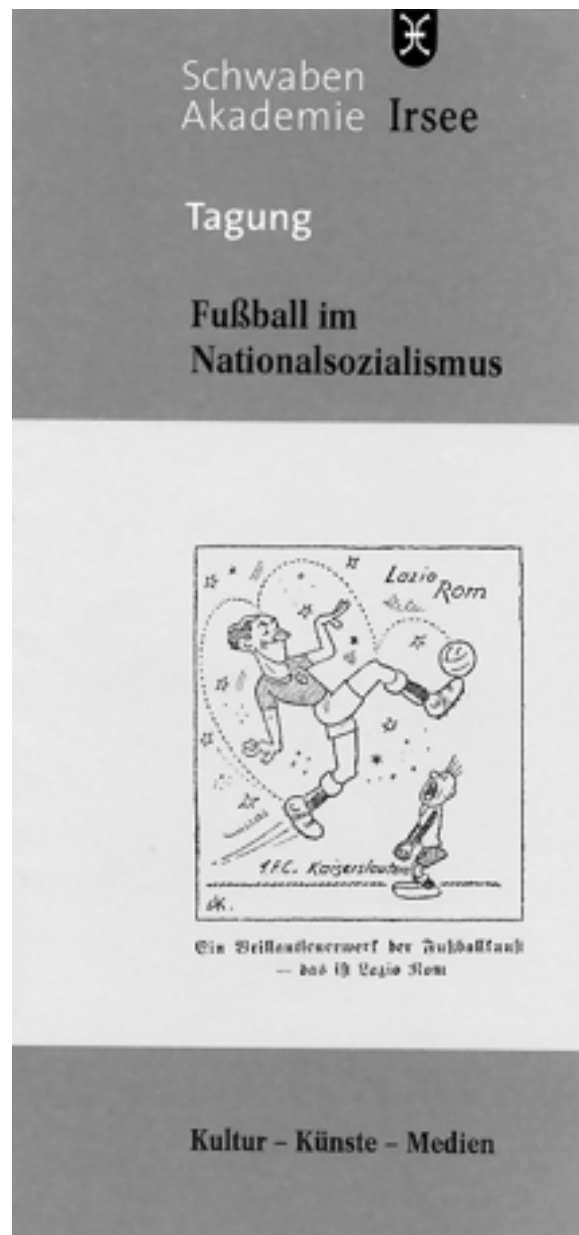 Schwaben
Akademie Irsee
Tagung
Fußball im
Nationalsozialismus
Lazio
Rom
1.F.C. Kaiserslautern
Ein Brillantfeuerwerk der Fußballkunst
— das ist Lazio Rom
Kultur – Künste – Medien